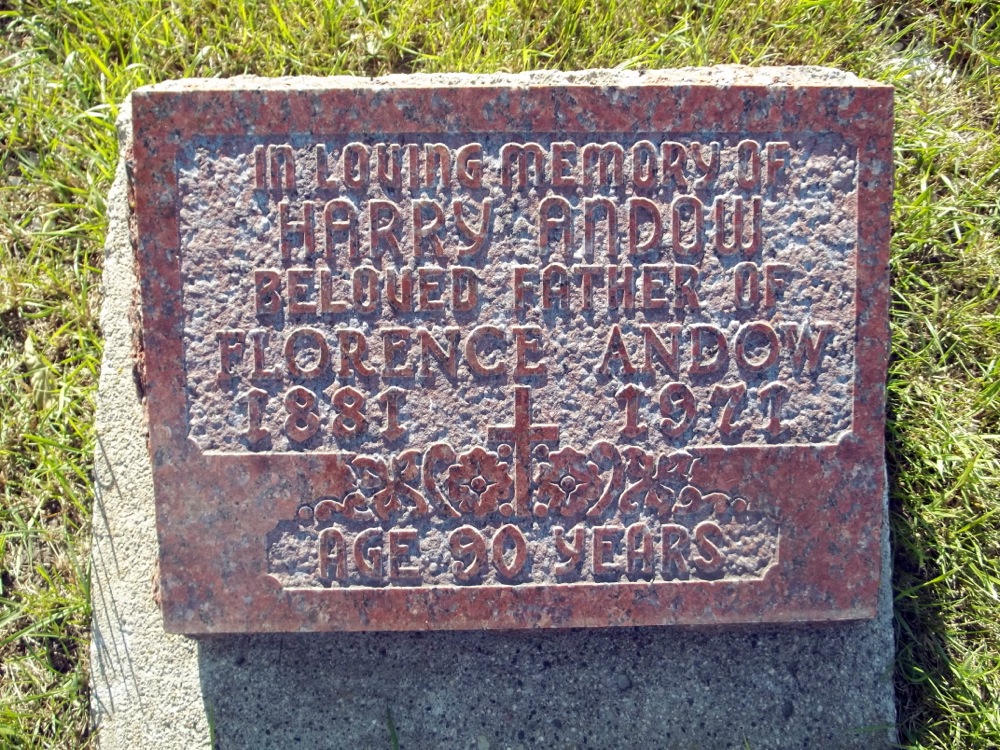 IN LOVING MEMORY OF
HARRY ANDOW
BELOVED FATHER OF
FLORENCE ANDOW
1881 1971
AGE 90 YEARS